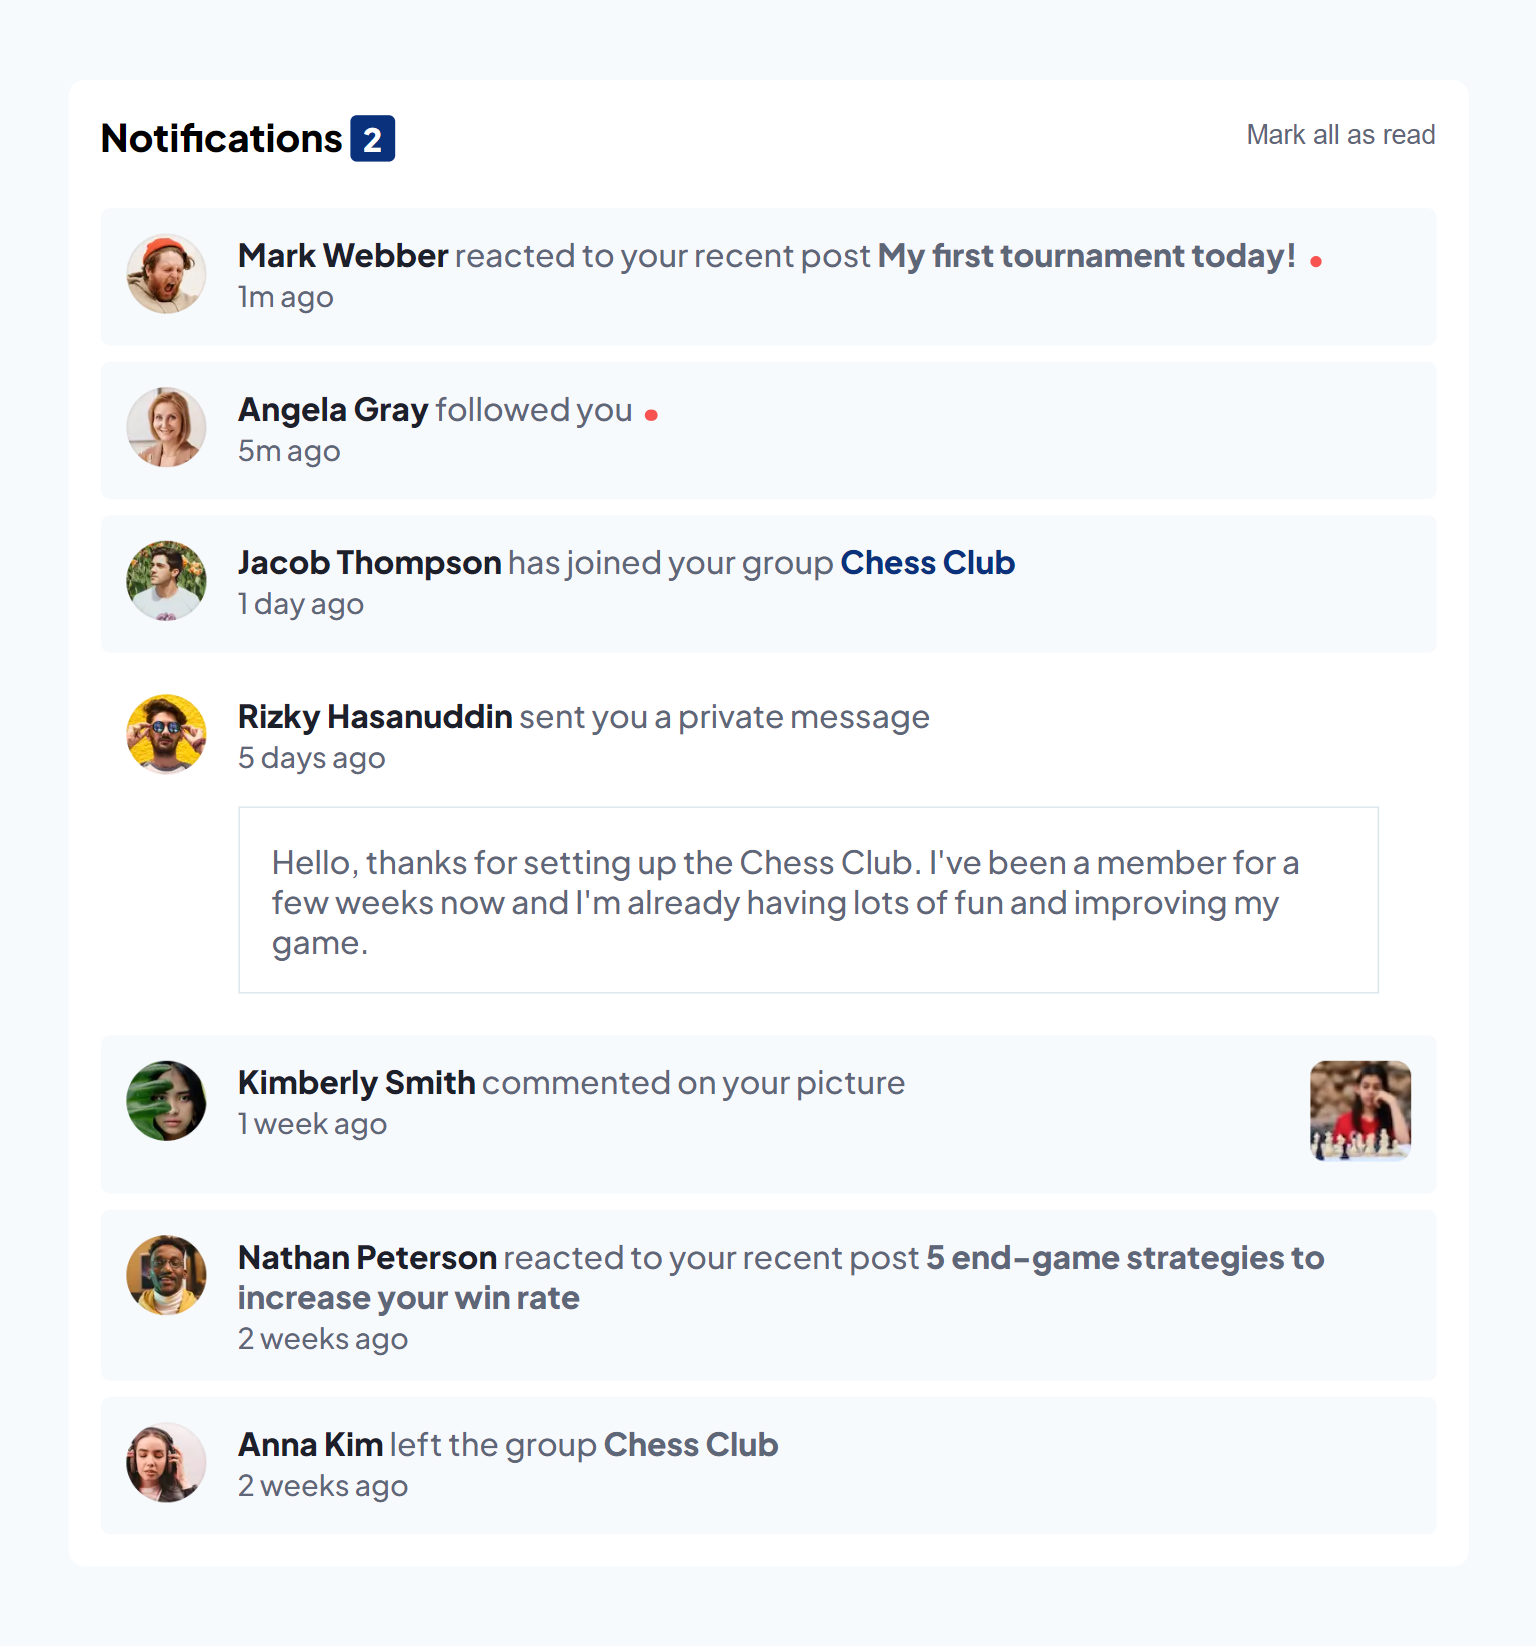 Notifications 2
Mark all as read
Mark Webber reacted to your recent post My first tournament today!
1m ago
Angela Gray followed you
5m ago
Jacob Thompson has joined your group Chess Club
1 day ago
Rizky Hasanuddin sent you a private message
5 days ago
Hello, thanks for setting up the Chess Club. I've been a member for a
few weeks now and I'm already having lots of fun and improving my
game.
Kimberly Smith commented on your picture
1 week ago
Nathan Peterson reacted to your recent post 5 end-game strategies to
increase your win rate
2 weeks ago
Anna Kim left the group Chess Club
2 weeks ago